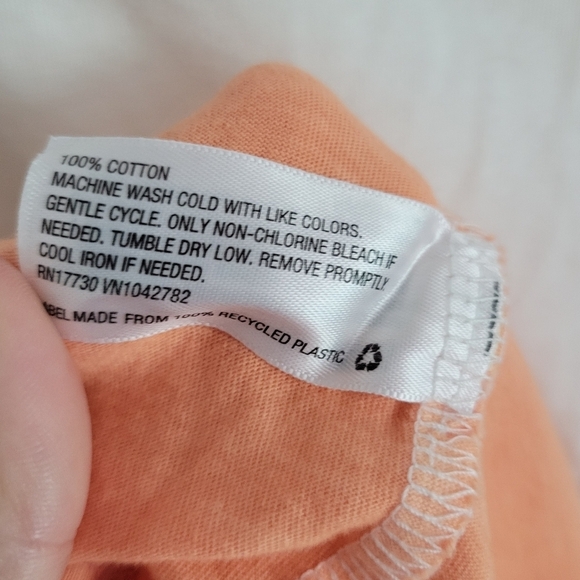 100% COTTON
MACHINE WASH COLD WITH LIKE COLORS.
GENTLE CYCLE. ONLY NON-CHLORINE BLEACH IF
NEEDED. TUMBLE DRY LOW. REMOVE PROMPTLY
COOL IRON IF NEEDED.
RN17730 VN1042782
ABEL MADE FROM 100% RECYCLED PLASTIC